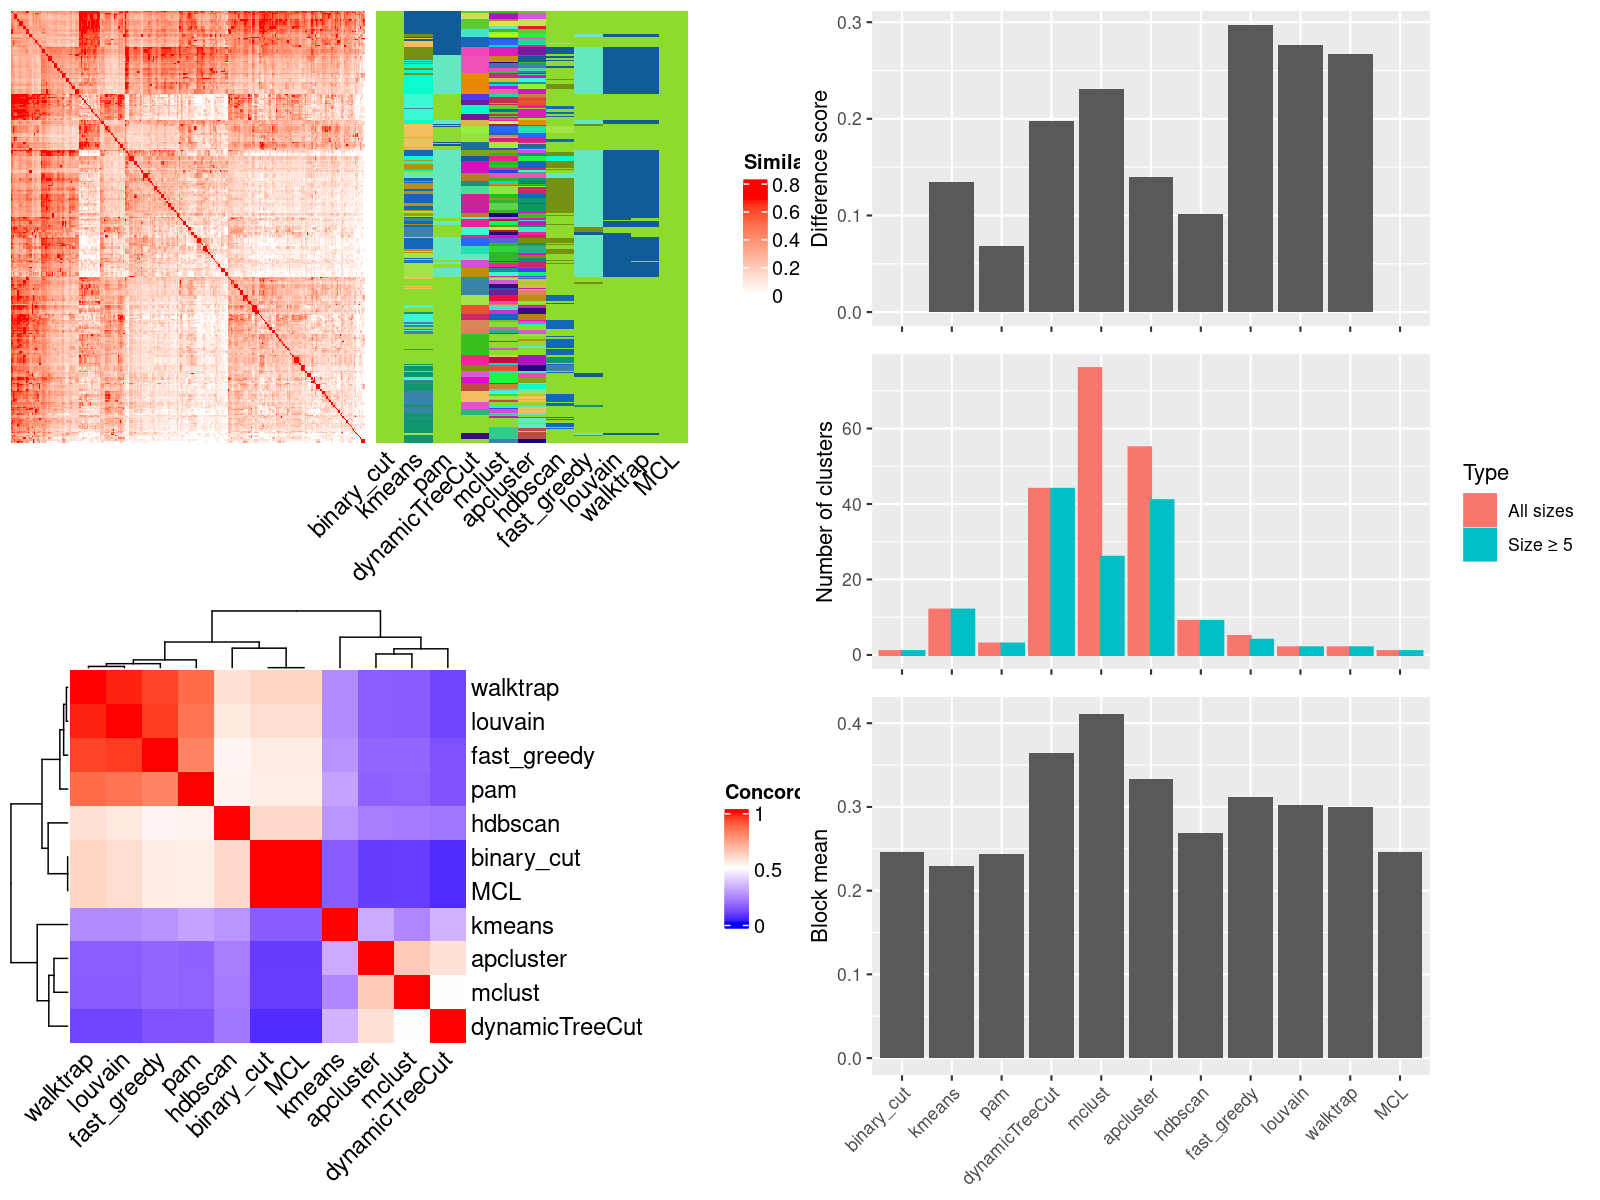 Simila
0.8
0.6
0.4
0.2
0
binary_cut
kmeans
pam
dynamicTreeCut
mclust
apcluster
hdbscan
fast_greedy
louvain
walktrap
MCL
walktrap
louvain
fast_greedy
pam
hdbscan
binary_cut
MCL
kmeans
apcluster
mclust
dynamicTreeCut
walktrap
louvain
fast_greedy
pam
hdbscan
binary_cut
MCL
kmeans
apcluster
mclust
dynamicTreeCut
Concord
1
0.5
0
Difference score
0.3
0.2
0.1
0.0
Number of clusters
60
40
20
0
Type
All sizes
Size ≥ 5
Block mean
0.4
0.3
0.2
0.1
0.0
binary_cut
kmeans
pam
dynamicTreeCut
mclust
apcluster
hdbscan
fast_greedy
louvain
walktrap
MCL